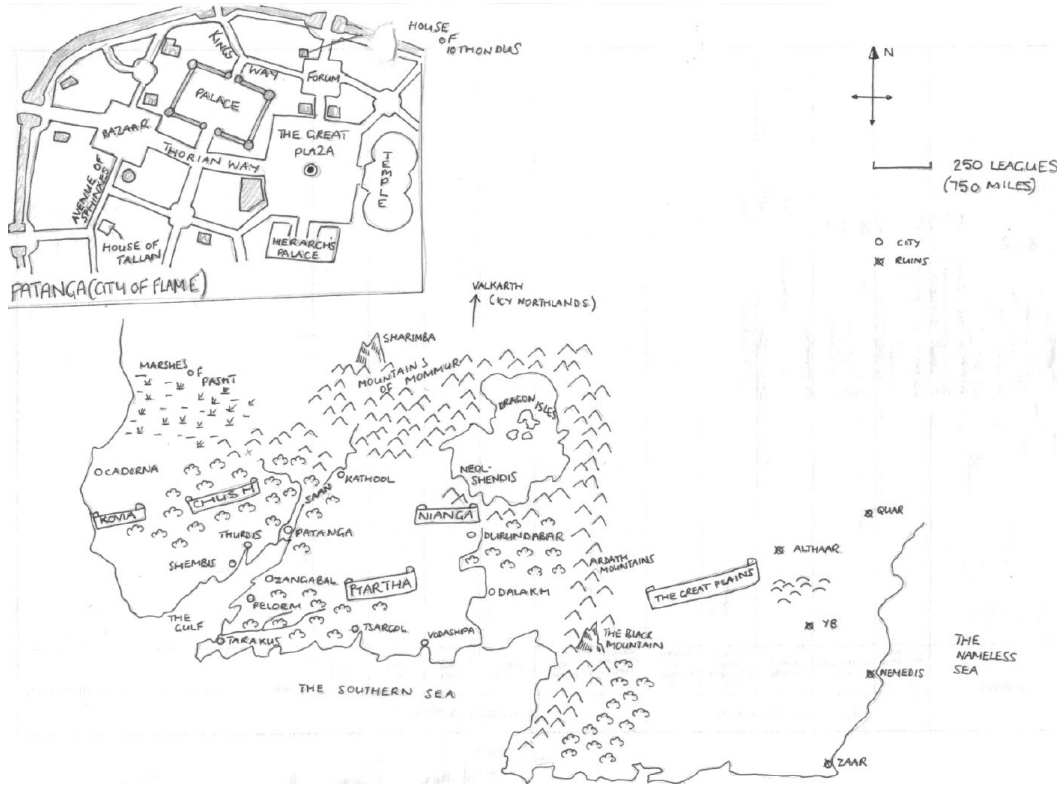 HOUSE
OF
IOTHONDUS
KINGS
WAY
FORUM
PALACE
BAZAAR
THE GREAT
PLAZA
THORIAN WAY
TEMPLE
AVENUE OF
SPHINXES
HOUSE OF
TALLAN
HIERARCH'S
PALACE
PATANGA (CITY OF FLAME)
N
250 LEAGUES
(750 MILES)
CITY
RUINS
VALKARTH
(ICY NORTHLANDS)
SHARIMBA
MOUNTAINS
OF MOMMUR
MARSHES
OF
PASHT
DRAGON
ISLES
CADORNA
KATHOOL
NEOL-
SHENDIS
CHUSH
SAAN
KOVIA
NIANGA
QUAR
THURDIS
PATANGA
DURUNDABAR
ALTHAAR
SHEMBIS
ARDATH
MOUNTAINS
ZANGABAL
PTARTHA
DALAKH
THE GREAT PLAINS
PELORM
THE
GULF
TSARGOL
YB
TARAKUS
VODASHPA
THE BLACK
MOUNTAIN
THE
NAMELESS
SEA
NEMEDIS
THE SOUTHERN SEA
ZAAR